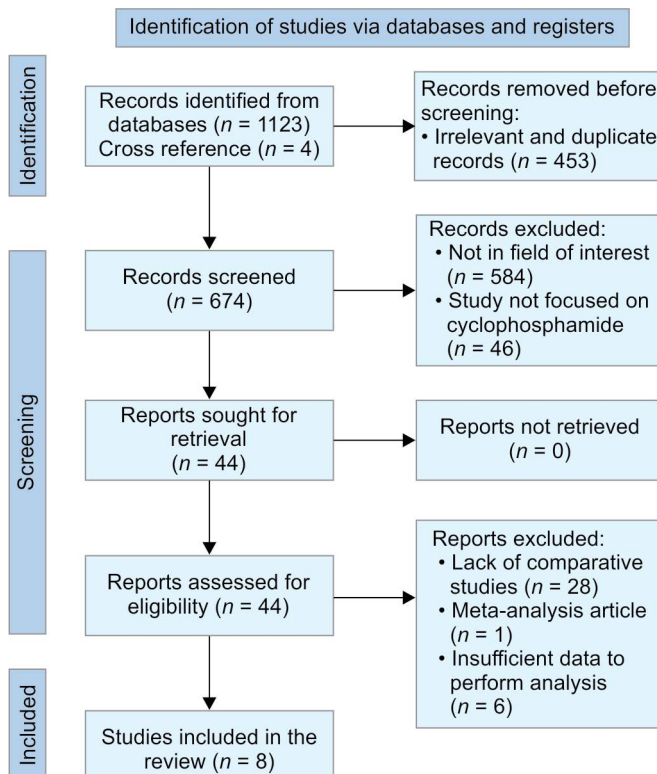 Identification of studies via databases and registers
Identification
Records identified from
databases (n = 1123)
Cross reference (n = 4)
Records removed before
screening:
• Irrelevant and duplicate
records (n = 453)
Screening
Records screened
(n = 674)
Records excluded:
• Not in field of interest
(n = 584)
• Study not focused on
cyclophosphamide
(n = 46)
Reports sought for
retrieval
(n = 44)
Reports not retrieved
(n = 0)
Reports assessed for
eligibility (n = 44)
Reports excluded:
• Lack of comparative
studies (n = 28)
• Meta-analysis article
(n = 1)
• Insufficient data to
perform analysis
(n = 6)
Included
Studies included in the
review (n = 8)